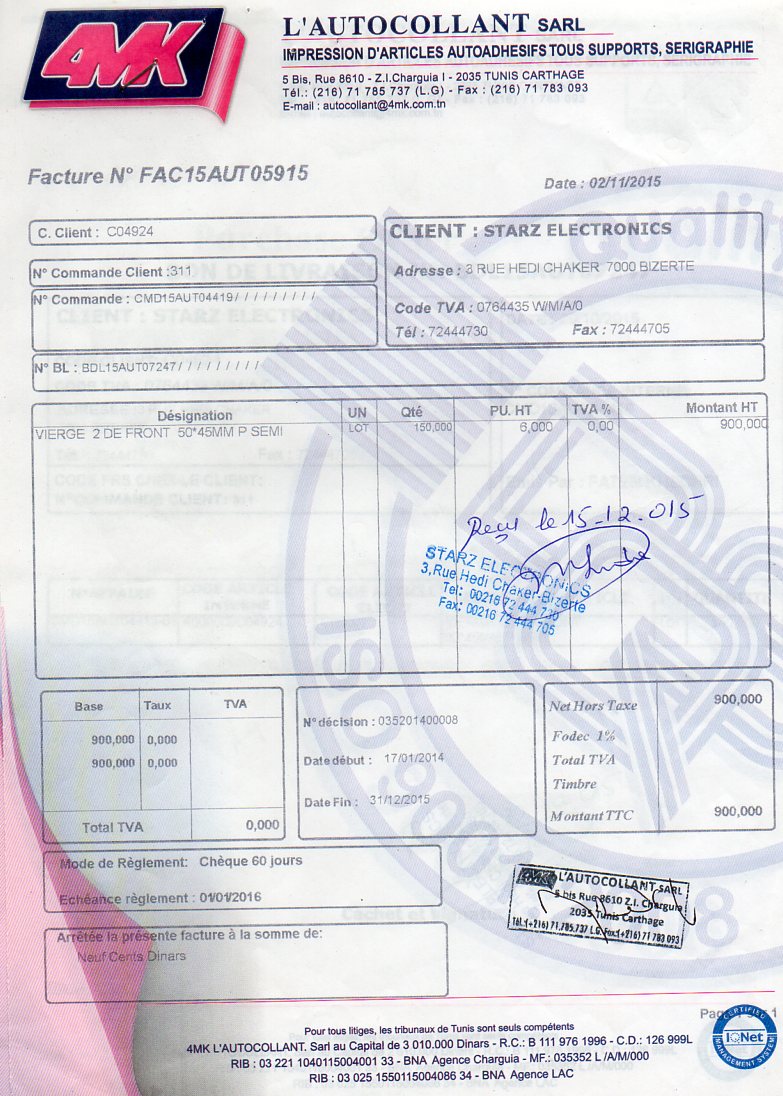 4MK
L'AUTOCOLLANT SARL
IMPRESSION D'ARTICLES AUTOADHESIFS TOUS SUPPORTS, SERIGRAPHIE
5 Bis, Rue 8610 - Z.I.Charguia I - 2035 TUNIS CARTHAGE
Tél.: (216) 71 785 737 (L.G) - Fax : (216) 71 783 093
E-mail : autocollant@4mk.com.tn
Facture N° FAC15AUT05915
Date : 02/11/2015
C. Client : C04924
N° Commande Client :311
N° Commande : CMD15AUT04419/ / / / / / / / /
CLIENT : STARZ ELECTRONICS
Adresse : 3 RUE HEDI CHAKER 7000 BIZERTE
Code TVA : 0764435 W/M/A/0
Tél : 72444730 Fax : 72444705
N° BL : BDL15AUT07247/ / / / / / / / /
Désignation UN Qté PU. HT TVA % Montant HT
VIERGE 2 DE FRONT 50*45MM P SEMI LOT 150,000 6,000 0,00 900,000
Reçu le 15-12.015
STARZ ELECTRONICS
3,Rue Hedi Chaker-Bizerte
Tel: 00216 72 444 730
Fax: 00216 72 444 705
Base Taux TVA
900,000 0,000
900,000 0,000
Total TVA 0,000
N° décision : 035201400008
Date début : 17/01/2014
Date Fin : 31/12/2015
Net Hors Taxe 900,000
Fodec 1%
Total TVA
Timbre
Montant TTC 900,000
Mode de Règlement: Chèque 60 jours
Echéance règlement : 01/01/2016
L'AUTOCOLLANT SARL
5 bis Rue 8610 Z.I. Charguia
2035 Tunis Carthage
Tél.:(+216) 71.785.737 L.G Fax:(+216) 71 783 093
Arrêtée la présente facture à la somme de:
Neuf Cents Dinars
Pour tous litiges, les tribunaux de Tunis sont seuls compétents
4MK L'AUTOCOLLANT. Sarl au Capital de 3 010.000 Dinars - R.C.: B 111 976 1996 - C.D.: 126 999L
RIB : 03 221 1040115004001 33 - BNA Agence Charguia - MF.: 035352 L /A/M/000
RIB : 03 025 1550115004086 34 - BNA Agence LAC
CERTIFIED
IQNet
MANAGEMENT SYSTEM